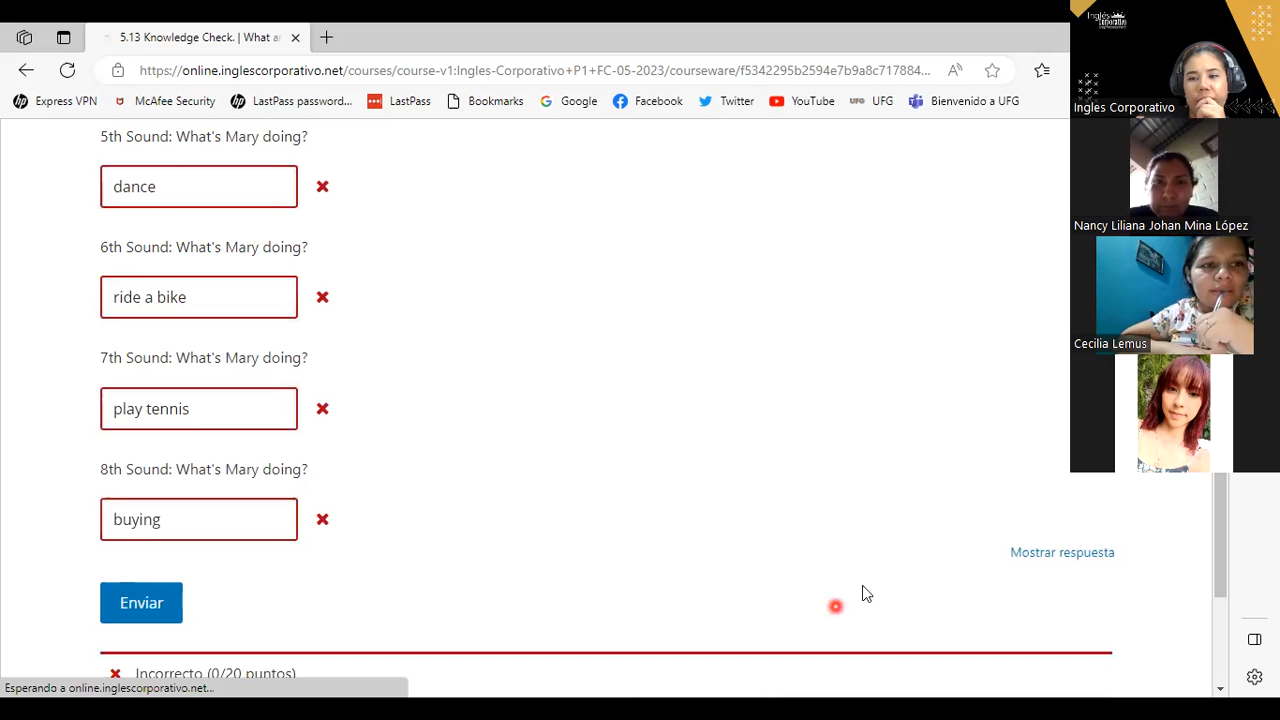 5.13 Knowledge Check. | What a
https://online.inglescorporativo.net/courses/course-v1:Ingles-Corporativo+P1+FC-05-2023/courseware/f5342295b2594e7b9a8c717884...
Express VPN McAfee Security LastPass password... LastPass Bookmarks Google Facebook Twitter YouTube UFG Bienvenido a UFG
5th Sound: What's Mary doing?
dance
6th Sound: What's Mary doing?
ride a bike
7th Sound: What's Mary doing?
play tennis
8th Sound: What's Mary doing?
buying
Mostrar respuesta
Enviar
Incorrecto (0/20 puntos)
Esperando a online.inglescorporativo.net...
Inglés
Corporativo
Ingles Corporativo
Nancy Liliana Johan Mina López
Cecilia Lemus